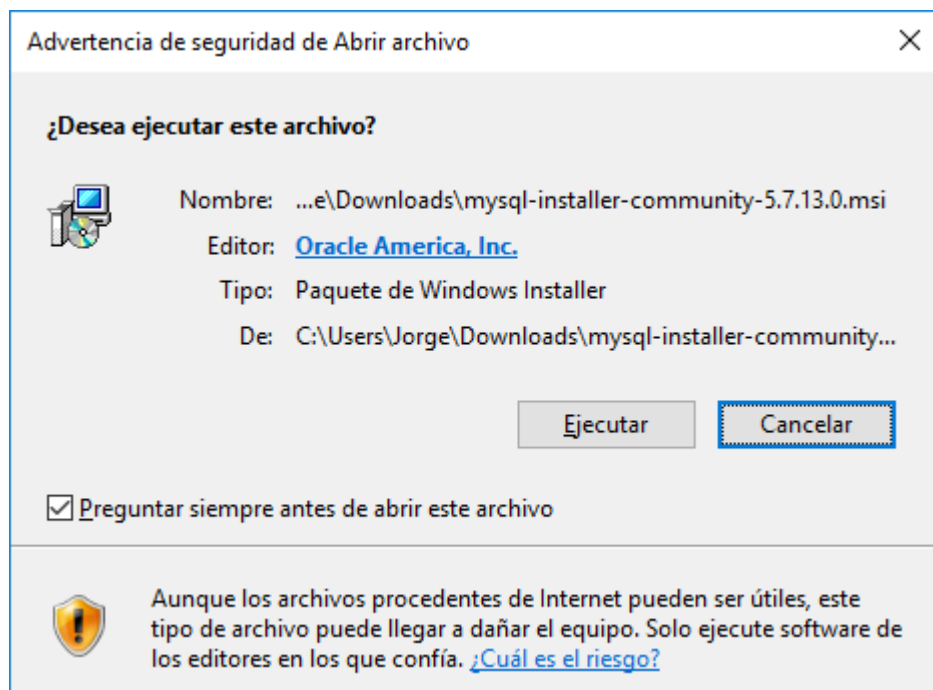 Advertencia de seguridad de Abrir archivo
¿Desea ejecutar este archivo?
Nombre: ...e\Downloads\mysql-installer-community-5.7.13.0.msi
Editor: Oracle America, Inc.
Tipo: Paquete de Windows Installer
De: C:\Users\Jorge\Downloads\mysql-installer-community...
Ejecutar Cancelar
Preguntar siempre antes de abrir este archivo
Aunque los archivos procedentes de Internet pueden ser útiles, este
tipo de archivo puede llegar a dañar el equipo. Solo ejecute software de
los editores en los que confía. ¿Cuál es el riesgo?